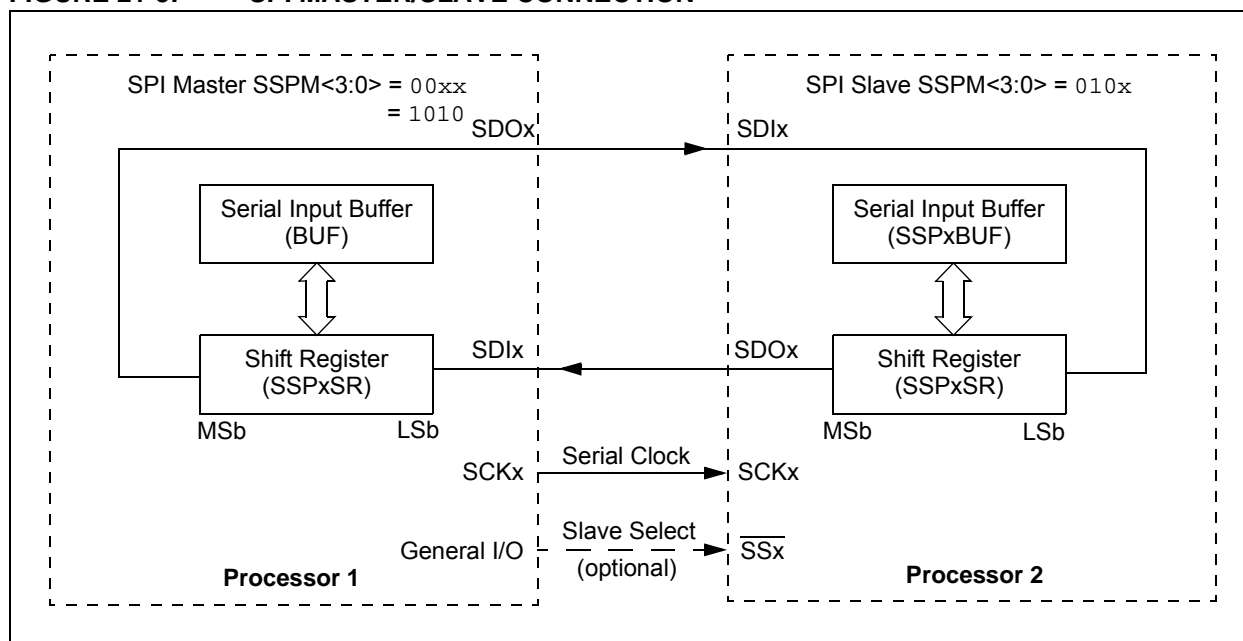 SPI Master SSPM<3:0> = 00xx
= 1010
SPI Slave SSPM<3:0> = 010x
SDOx
SDIx
Serial Input Buffer
(BUF)
Serial Input Buffer
(SSPxBUF)
Shift Register
(SSPxSR)
MSb
LSb
SDIx
SDOx
Shift Register
(SSPxSR)
MSb
LSb
SCKx
Serial Clock
SCKx
General I/O
Slave Select
(optional)
SSx
Processor 1
Processor 2